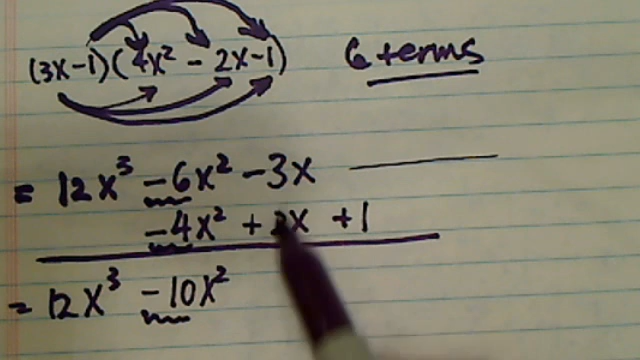 (3x-1)(4x² - 2x-1) 6 terms
= 12x³ -6x² -3x
-4x² + 2x + 1
= 12x³ -10x²